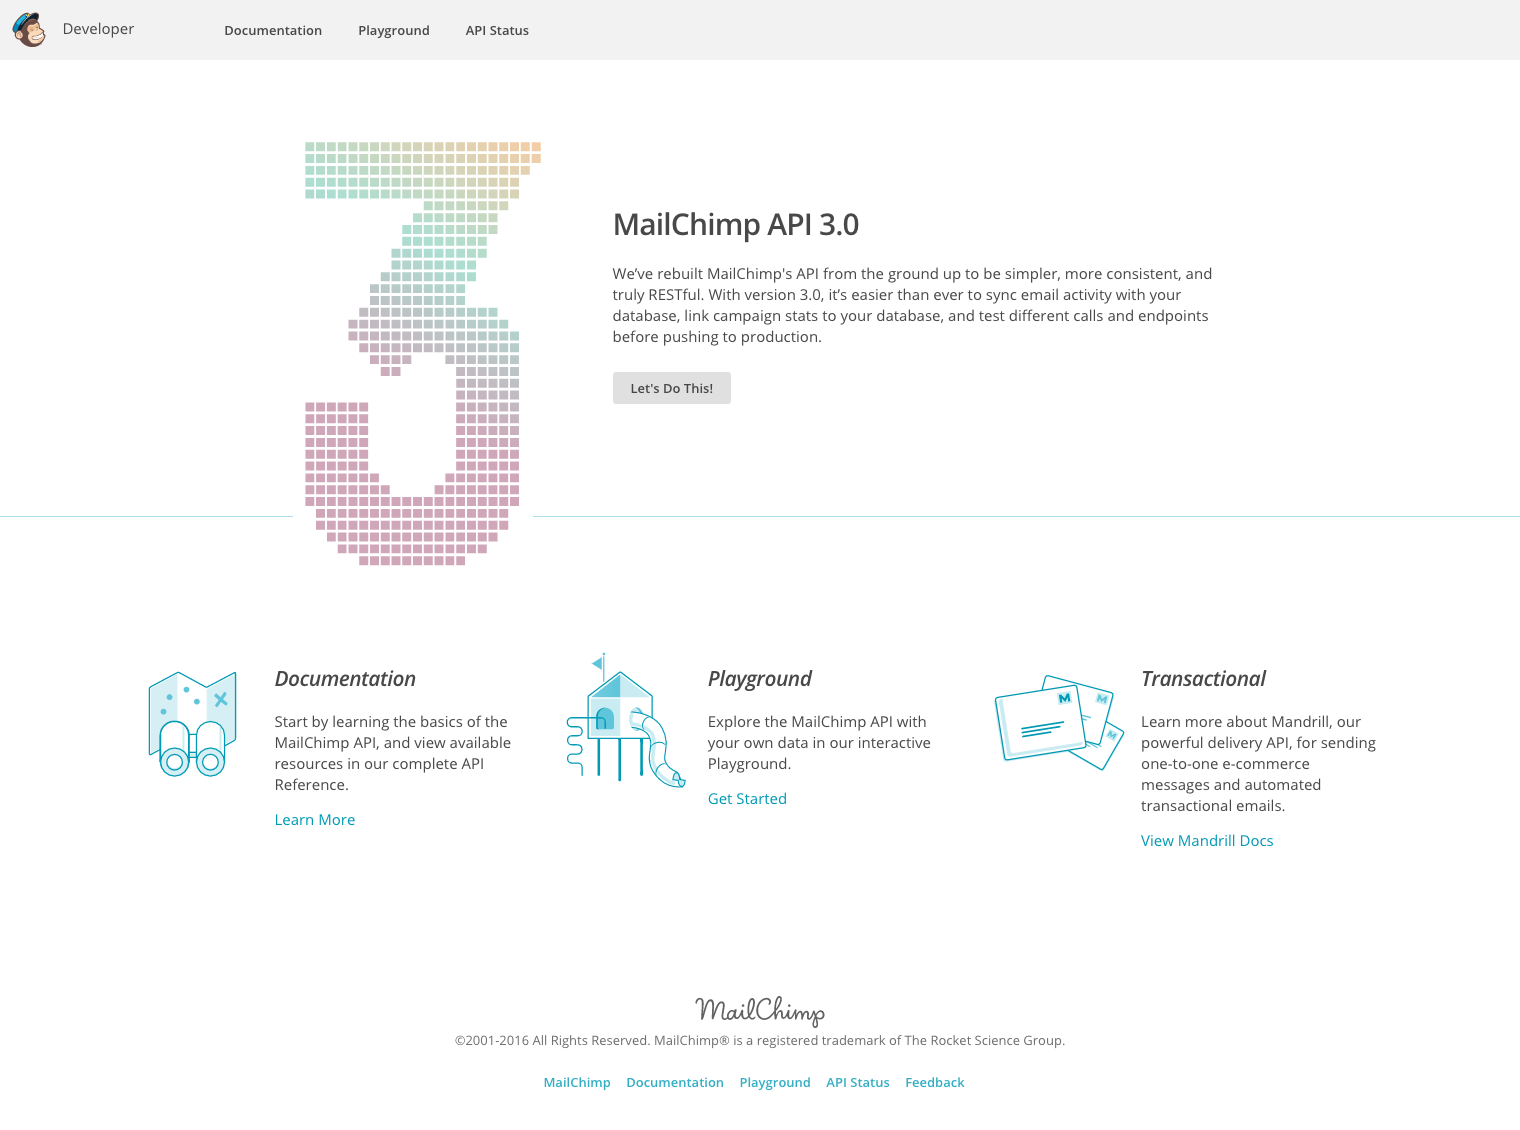 Developer
Documentation
Playground
API Status
MailChimp API 3.0
We’ve rebuilt MailChimp's API from the ground up to be simpler, more consistent, and
truly RESTful. With version 3.0, it’s easier than ever to sync email activity with your
database, link campaign stats to your database, and test different calls and endpoints
before pushing to production.
Let's Do This!
3
Documentation
Start by learning the basics of the
MailChimp API, and view available
resources in our complete API
Reference.
Learn More
Playground
Explore the MailChimp API with
your own data in our interactive
Playground.
Get Started
M
M
M
Transactional
Learn more about Mandrill, our
powerful delivery API, for sending
one-to-one e-commerce
messages and automated
transactional emails.
View Mandrill Docs
MailChimp
©2001-2016 All Rights Reserved. MailChimp® is a registered trademark of The Rocket Science Group.
MailChimp Documentation Playground API Status Feedback